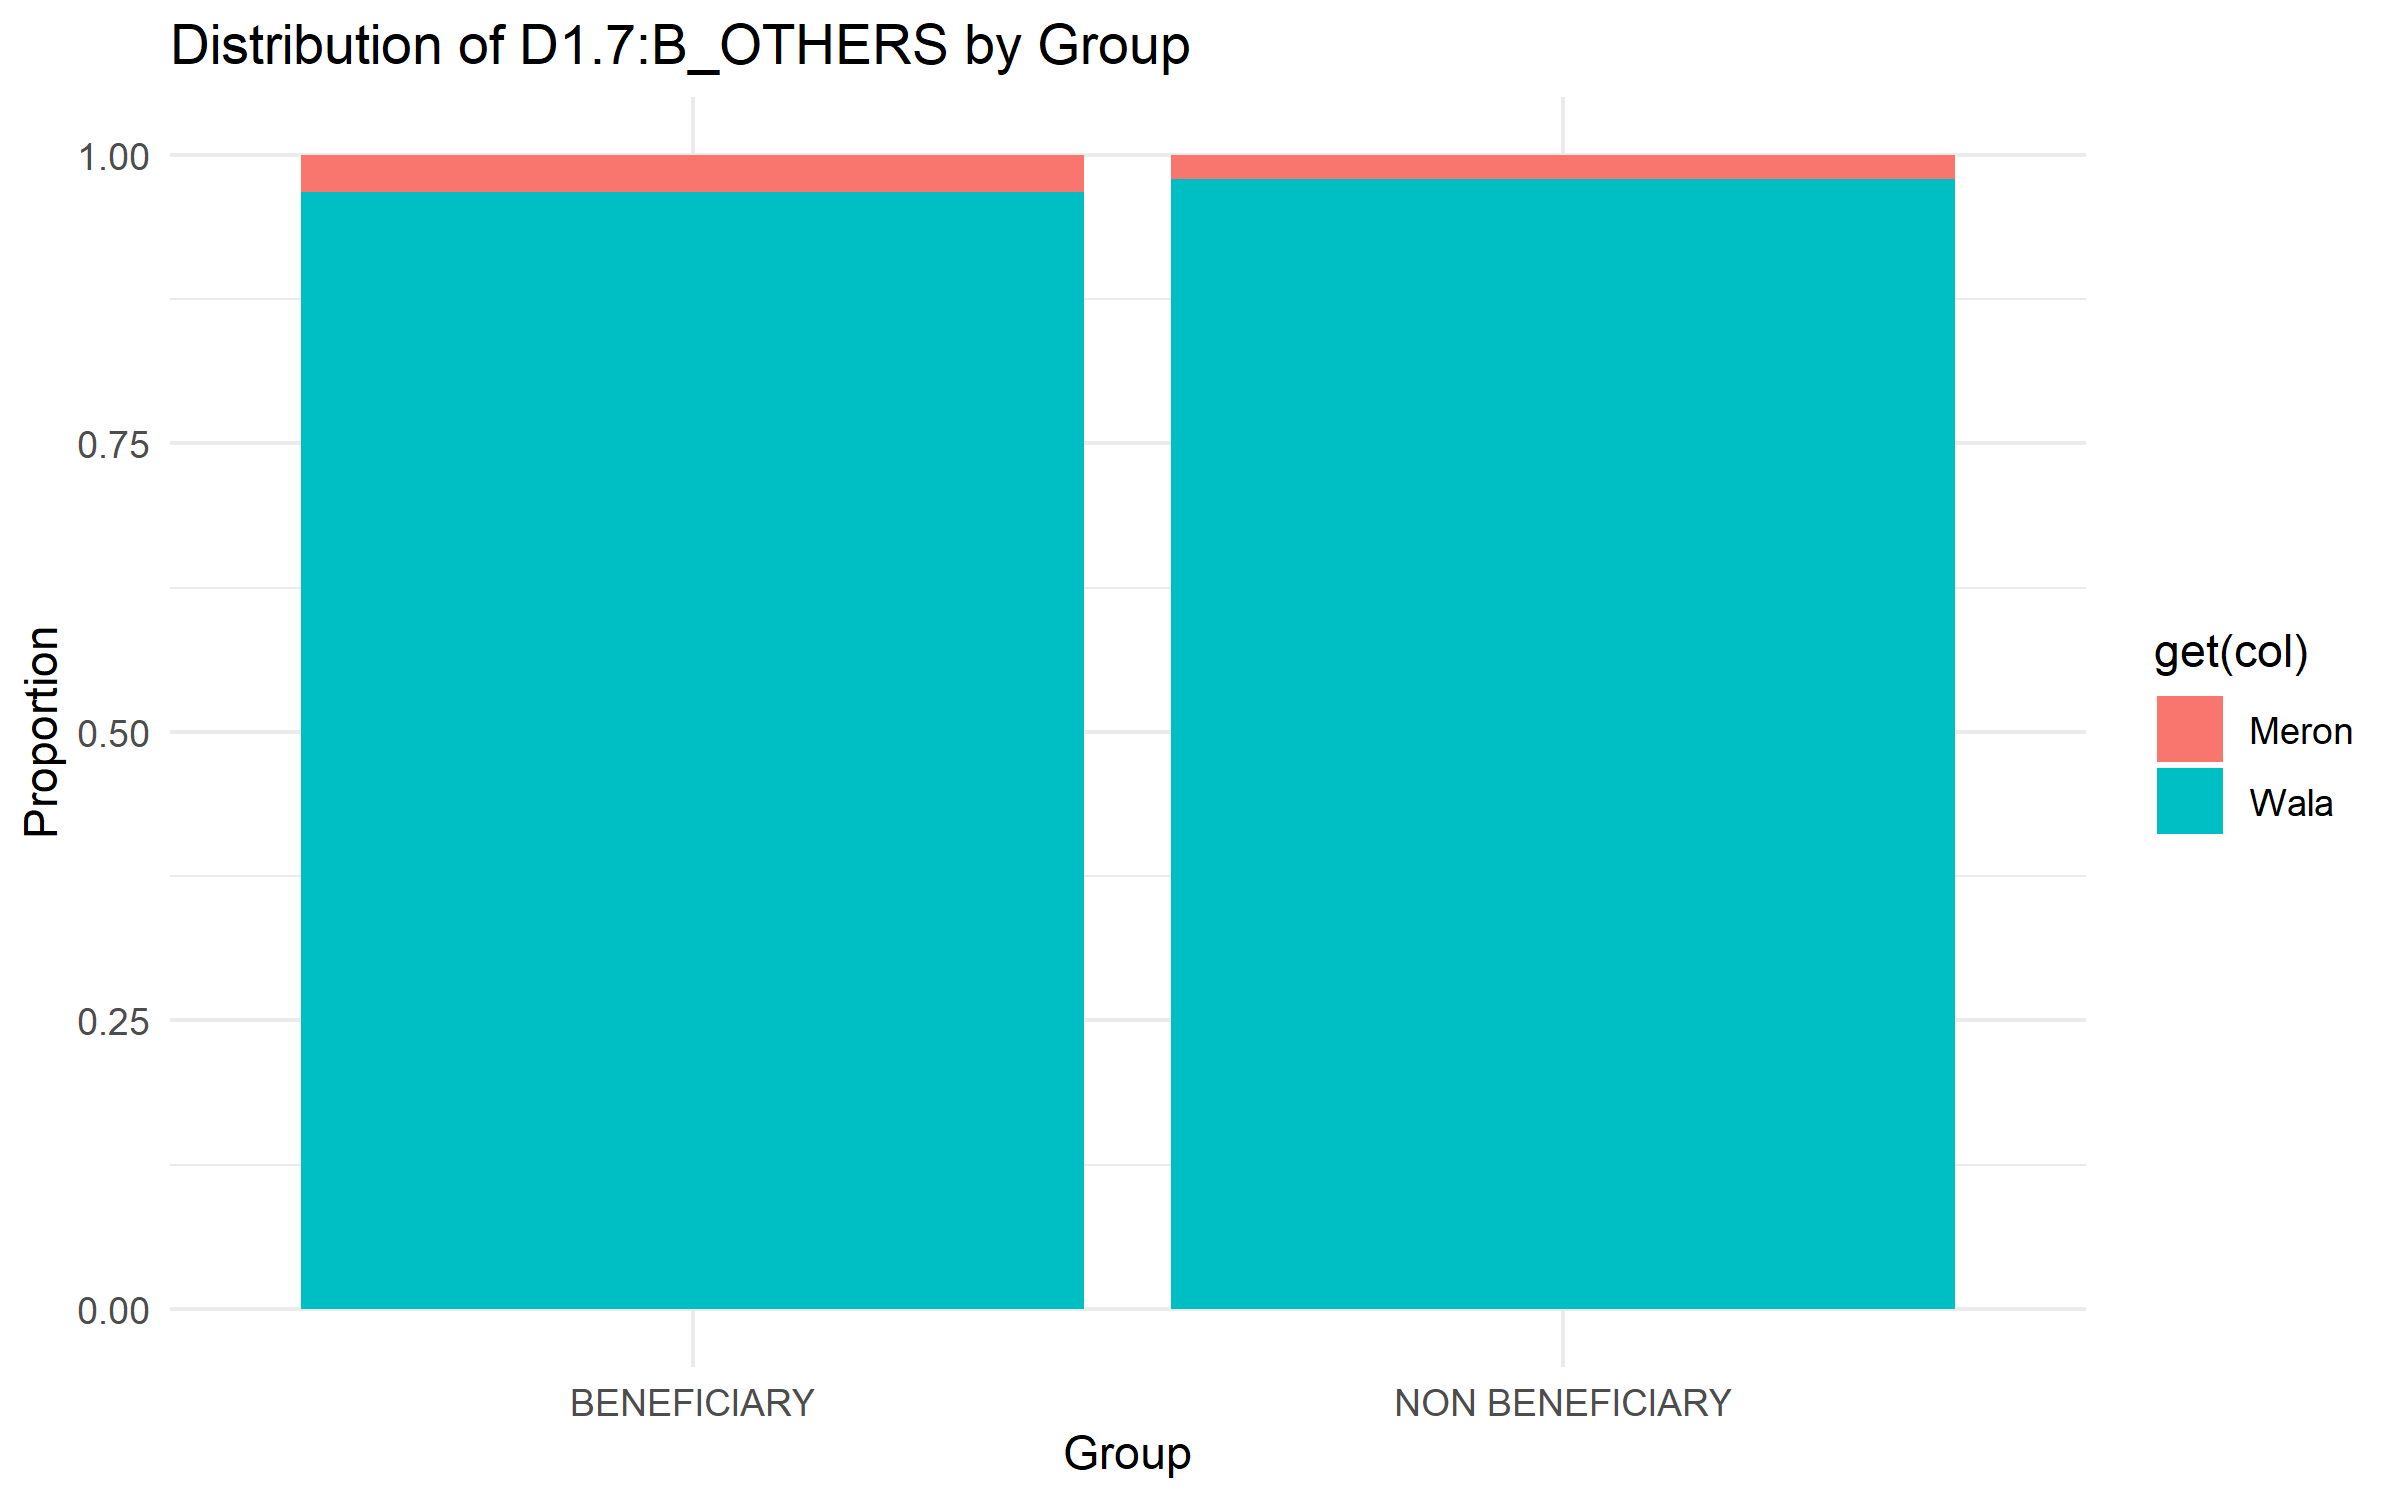 Distribution of D1.7:B_OTHERS by Group
1.00
0.75
0.50
0.25
0.00
Proportion
BENEFICIARY
NON BENEFICIARY
Group
get(col)
Meron
Wala